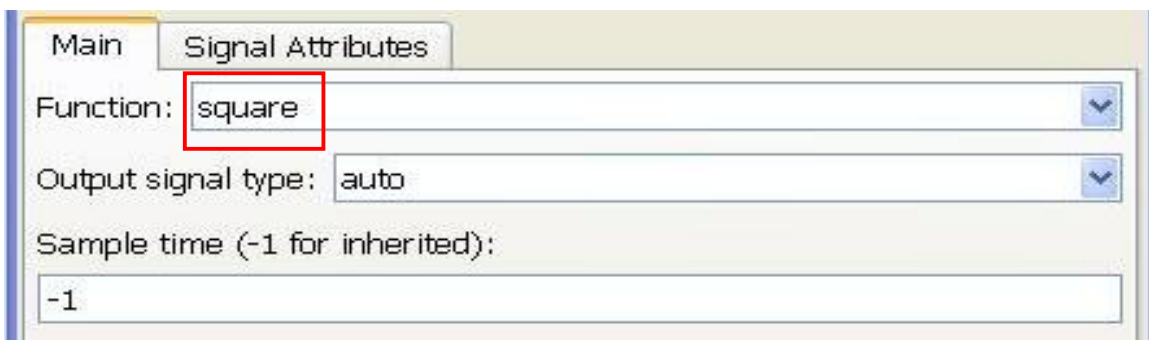 Main Signal Attributes
Function: square
Output signal type: auto
Sample time (-1 for inherited):
-1